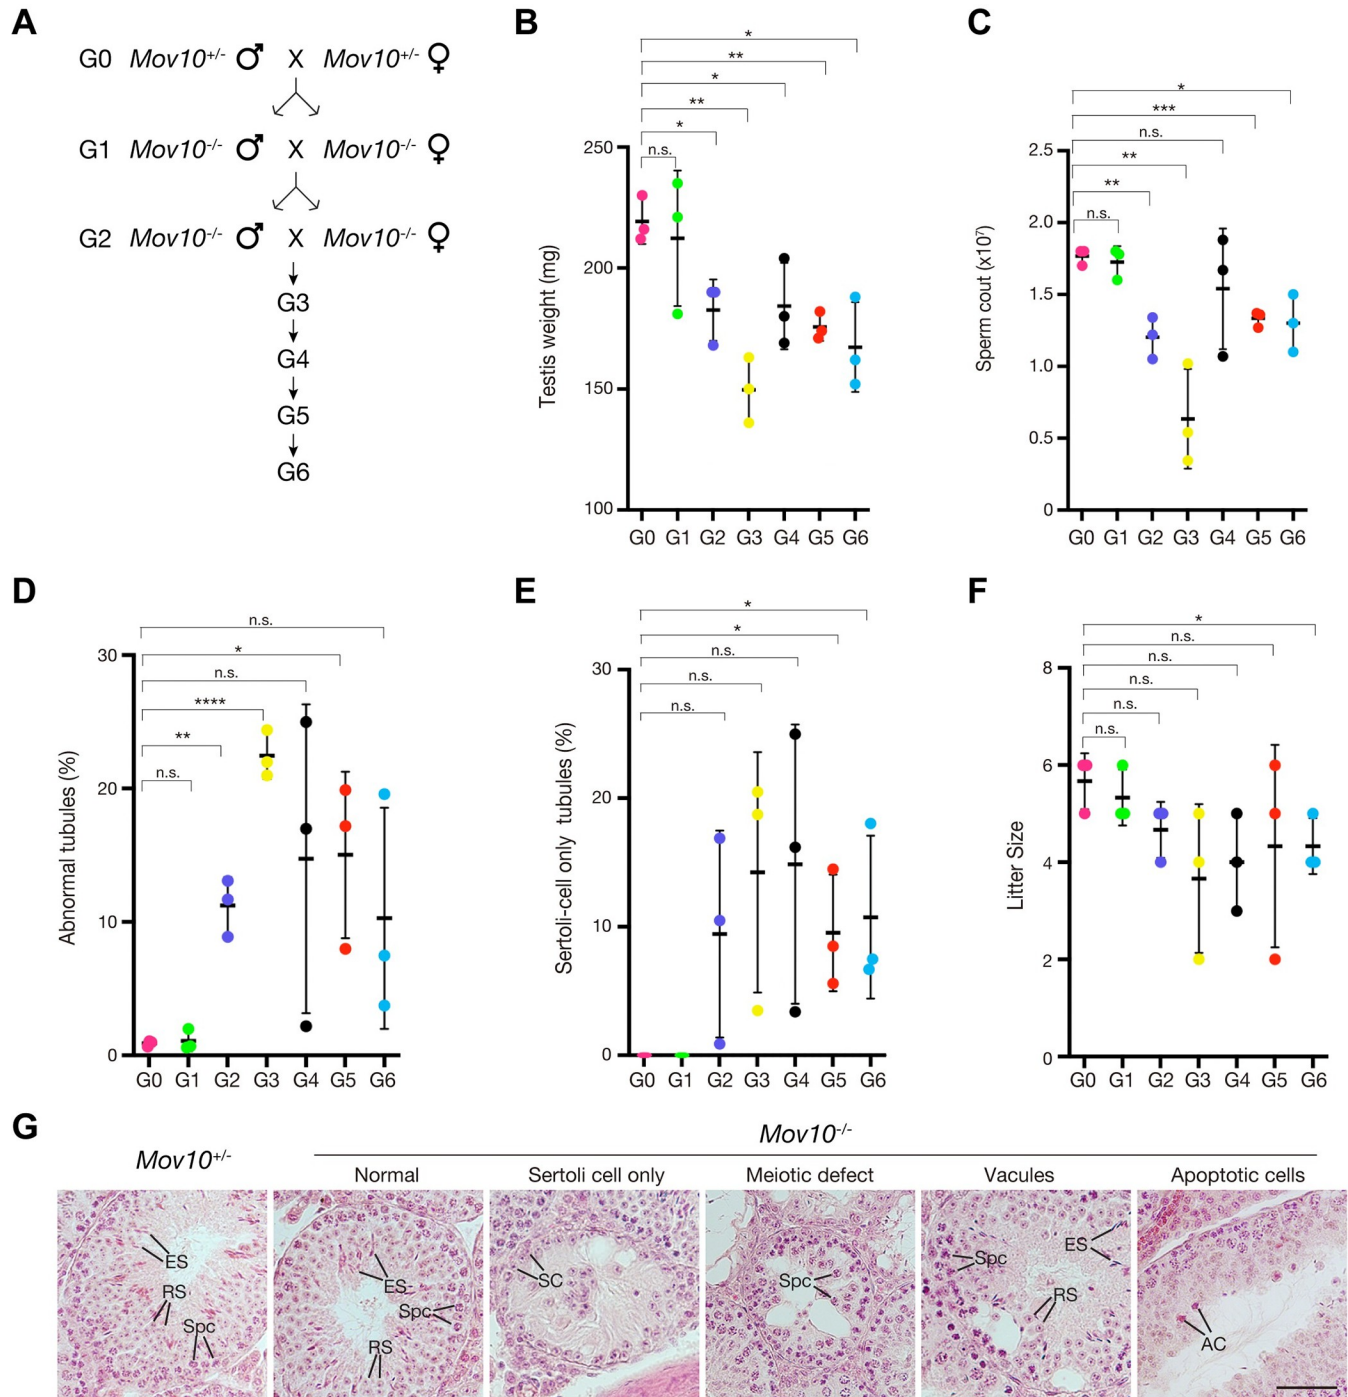 A
G0 Mov10+/- ♂ X Mov10+/- ♀
G1 Mov10-/- ♂ X Mov10-/- ♀
G2 Mov10-/- ♂ X Mov10-/- ♀
G3
G4
G5
G6
B
*
**
*
**
*
n.s.
250
200
150
100
Testis weight (mg)
G0 G1 G2 G3 G4 G5 G6
C
*
***
n.s.
**
**
n.s.
2.5
2.0
1.5
1.0
0.5
0
Sperm cout (x10⁷)
G0 G1 G2 G3 G4 G5 G6
D
n.s.
*
n.s.
****
**
n.s.
30
20
10
0
Abnormal tubules (%)
G0 G1 G2 G3 G4 G5 G6
E
*
*
n.s.
n.s.
n.s.
30
20
10
0
Sertoli-cell only tubules (%)
G0 G1 G2 G3 G4 G5 G6
F
*
n.s.
n.s.
n.s.
n.s.
n.s.
8
6
4
2
0
Litter Size
G0 G1 G2 G3 G4 G5 G6
G
Mov10+/-
Mov10-/-
Normal Sertoli cell only Meiotic defect Vacules Apoptotic cells
ES
RS
Spc
ES
Spc
RS
SC
Spc
Spc
ES
RS
AC